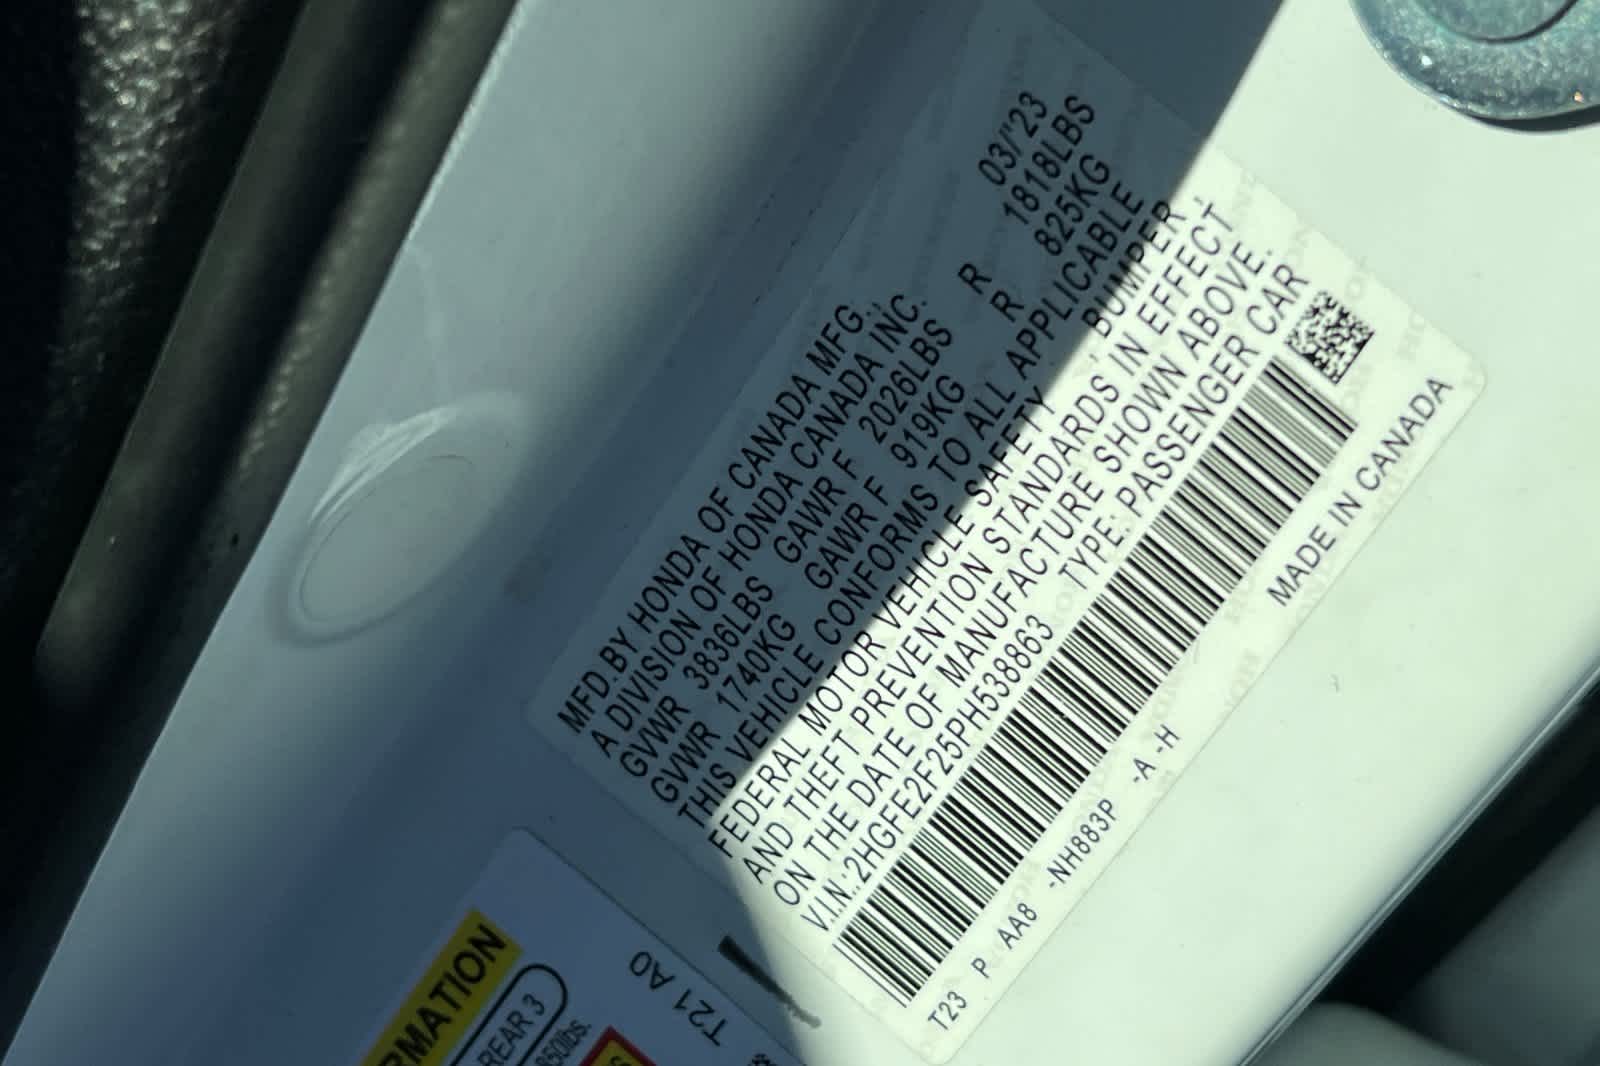 MFD.BY HONDA OF CANADA MFG. 03/'23
A DIVISION OF HONDA CANADA INC.
GVWR 3836LBS GAWR F 2026LBS R 1818LBS
GVWR 1740KG GAWR F 919KG R 825KG
THIS VEHICLE CONFORMS TO ALL APPLICABLE
FEDERAL MOTOR VEHICLE SAFETY, BUMPER,
AND THEFT PREVENTION STANDARDS IN EFFECT
ON THE DATE OF MANUFACTURE SHOWN ABOVE.
V.I.N.:2HGFE2F25PH538863 TYPE: PASSENGER CAR
MADE IN CANADA
T23 P AA8 -NH883P -A -H
T21 A0
REAR 3